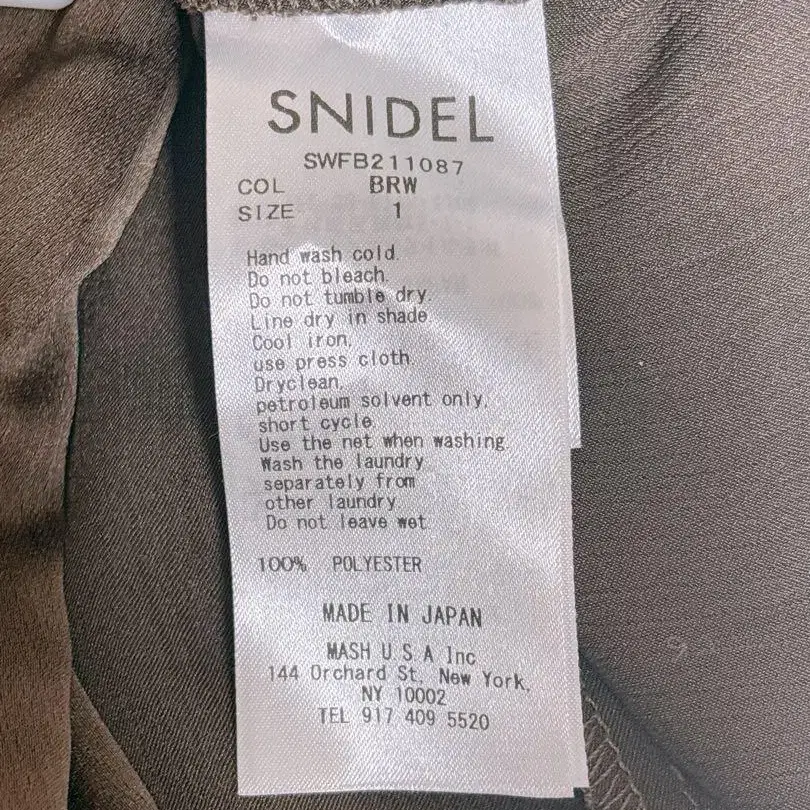 SNIDEL
SWFB211087
COL BRW
SIZE 1
Hand wash cold.
Do not bleach.
Do not tumble dry.
Line dry in shade.
Cool iron,
use press cloth.
Dryclean,
petroleum solvent only,
short cycle.
Use the net when washing.
Wash the laundry
separately from
other laundry.
Do not leave wet.
100% POLYESTER
MADE IN JAPAN
MASH U S A Inc
144 Orchard St, New York,
NY 10002
TEL 917 409 5520